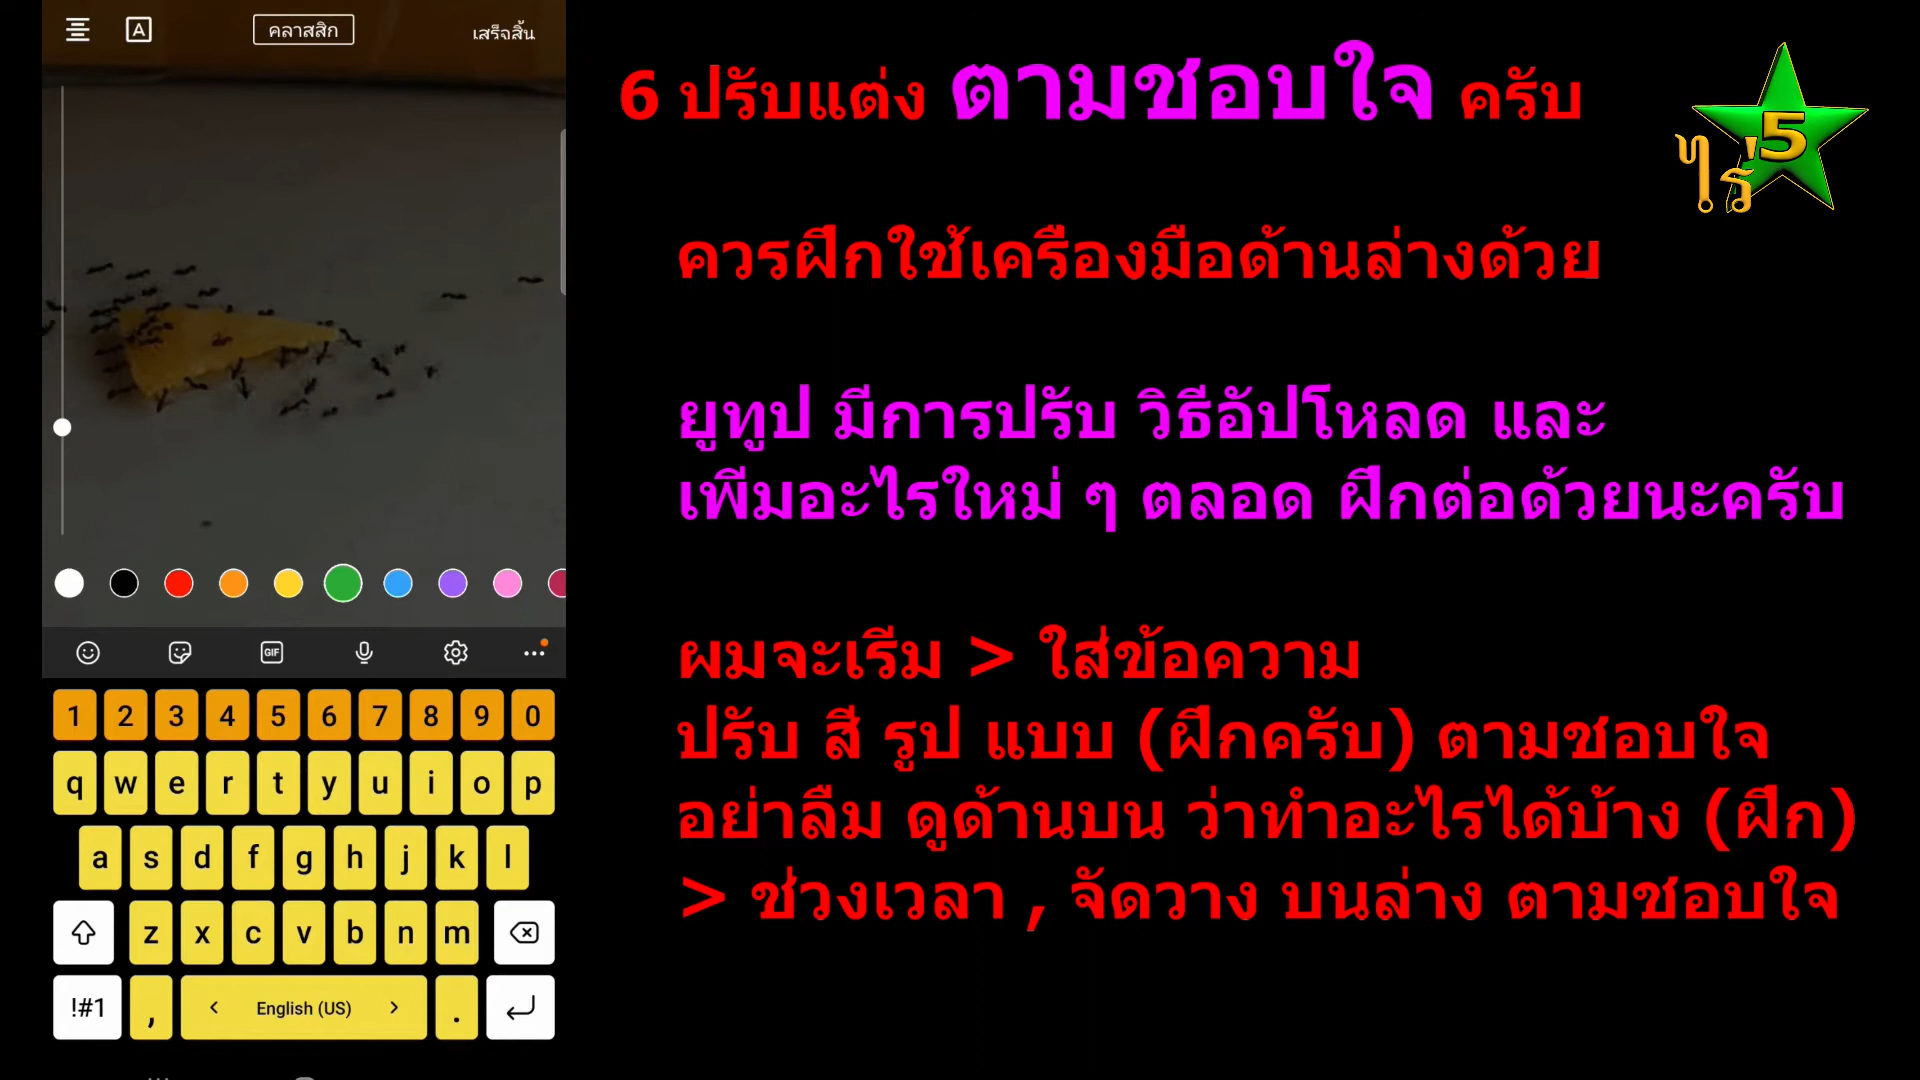 คลาสสิก
เสร็จสิ้น
6 ปรับแต่ง ตามชอบใจ ครับ
5
ไร่
ควรฝึกใช้เครื่องมือด้านล่างด้วย
ยูทูป มีการปรับ วิธีอัปโหลด และ
เพิ่มอะไรใหม่ ๆ ตลอด ฝึกต่อด้วยนะครับ
ผมจะเริ่ม > ใส่ข้อความ
ปรับ สี รูป แบบ (ฝึกครับ) ตามชอบใจ
อย่าลืม ดูด้านบน ว่าทำอะไรได้บ้าง (ฝึก)
> ช่วงเวลา , จัดวาง บนล่าง ตามชอบใจ
GIF
1 2 3 4 5 6 7 8 9 0
q w e r t y u i o p
a s d f g h j k l
z x c v b n m
!#1 , < English (US) > .